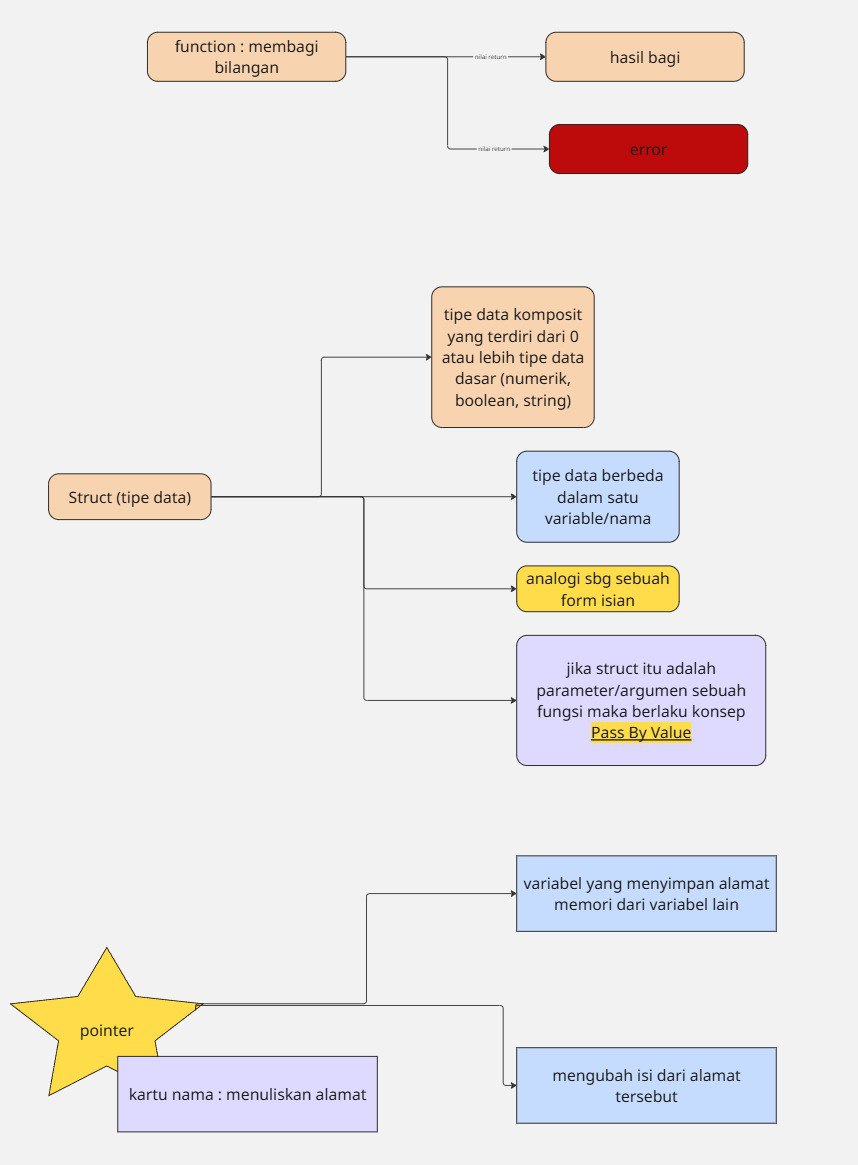 function : membagi
bilangan
nilai return
hasil bagi
nilai return
error
tipe data komposit
yang terdiri dari 0
atau lebih tipe data
dasar (numerik,
boolean, string)
Struct (tipe data)
tipe data berbeda
dalam satu
variable/nama
analogi sbg sebuah
form isian
jika struct itu adalah
parameter/argumen sebuah
fungsi maka berlaku konsep
Pass By Value
variabel yang menyimpan alamat
memori dari variabel lain
pointer
kartu nama : menuliskan alamat
mengubah isi dari alamat
tersebut